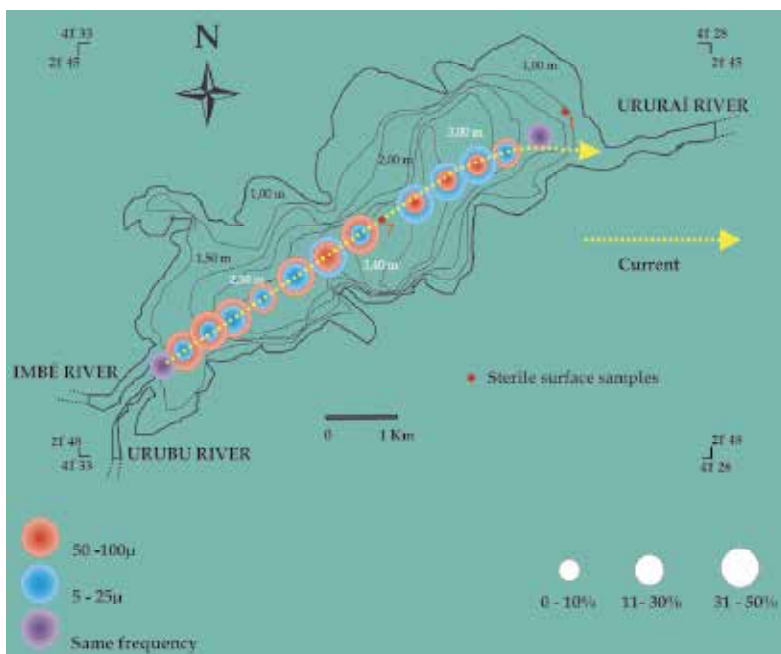 4f 33
2f 45
N
4f 28
2f 45
1,00 m
URURAÍ RIVER
3,00 m
2,00 m
1,00 m
1,50 m
2,50 m
3,40 m
7
1
Current
IMBÉ RIVER
Sterile surface samples
0 1 Km
2f 48
4f 33
URUBU RIVER
2f 48
4f 28
50 -100µ
5 - 25µ
Same frequency
0 - 10%
11- 30%
31 - 50%